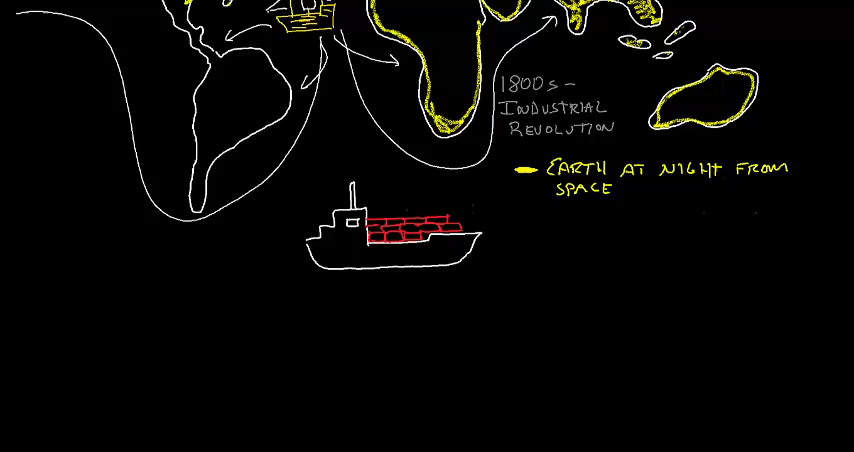 1800s -
INDUSTRIAL
REVOLUTION
EARTH AT NIGHT FROM
SPACE